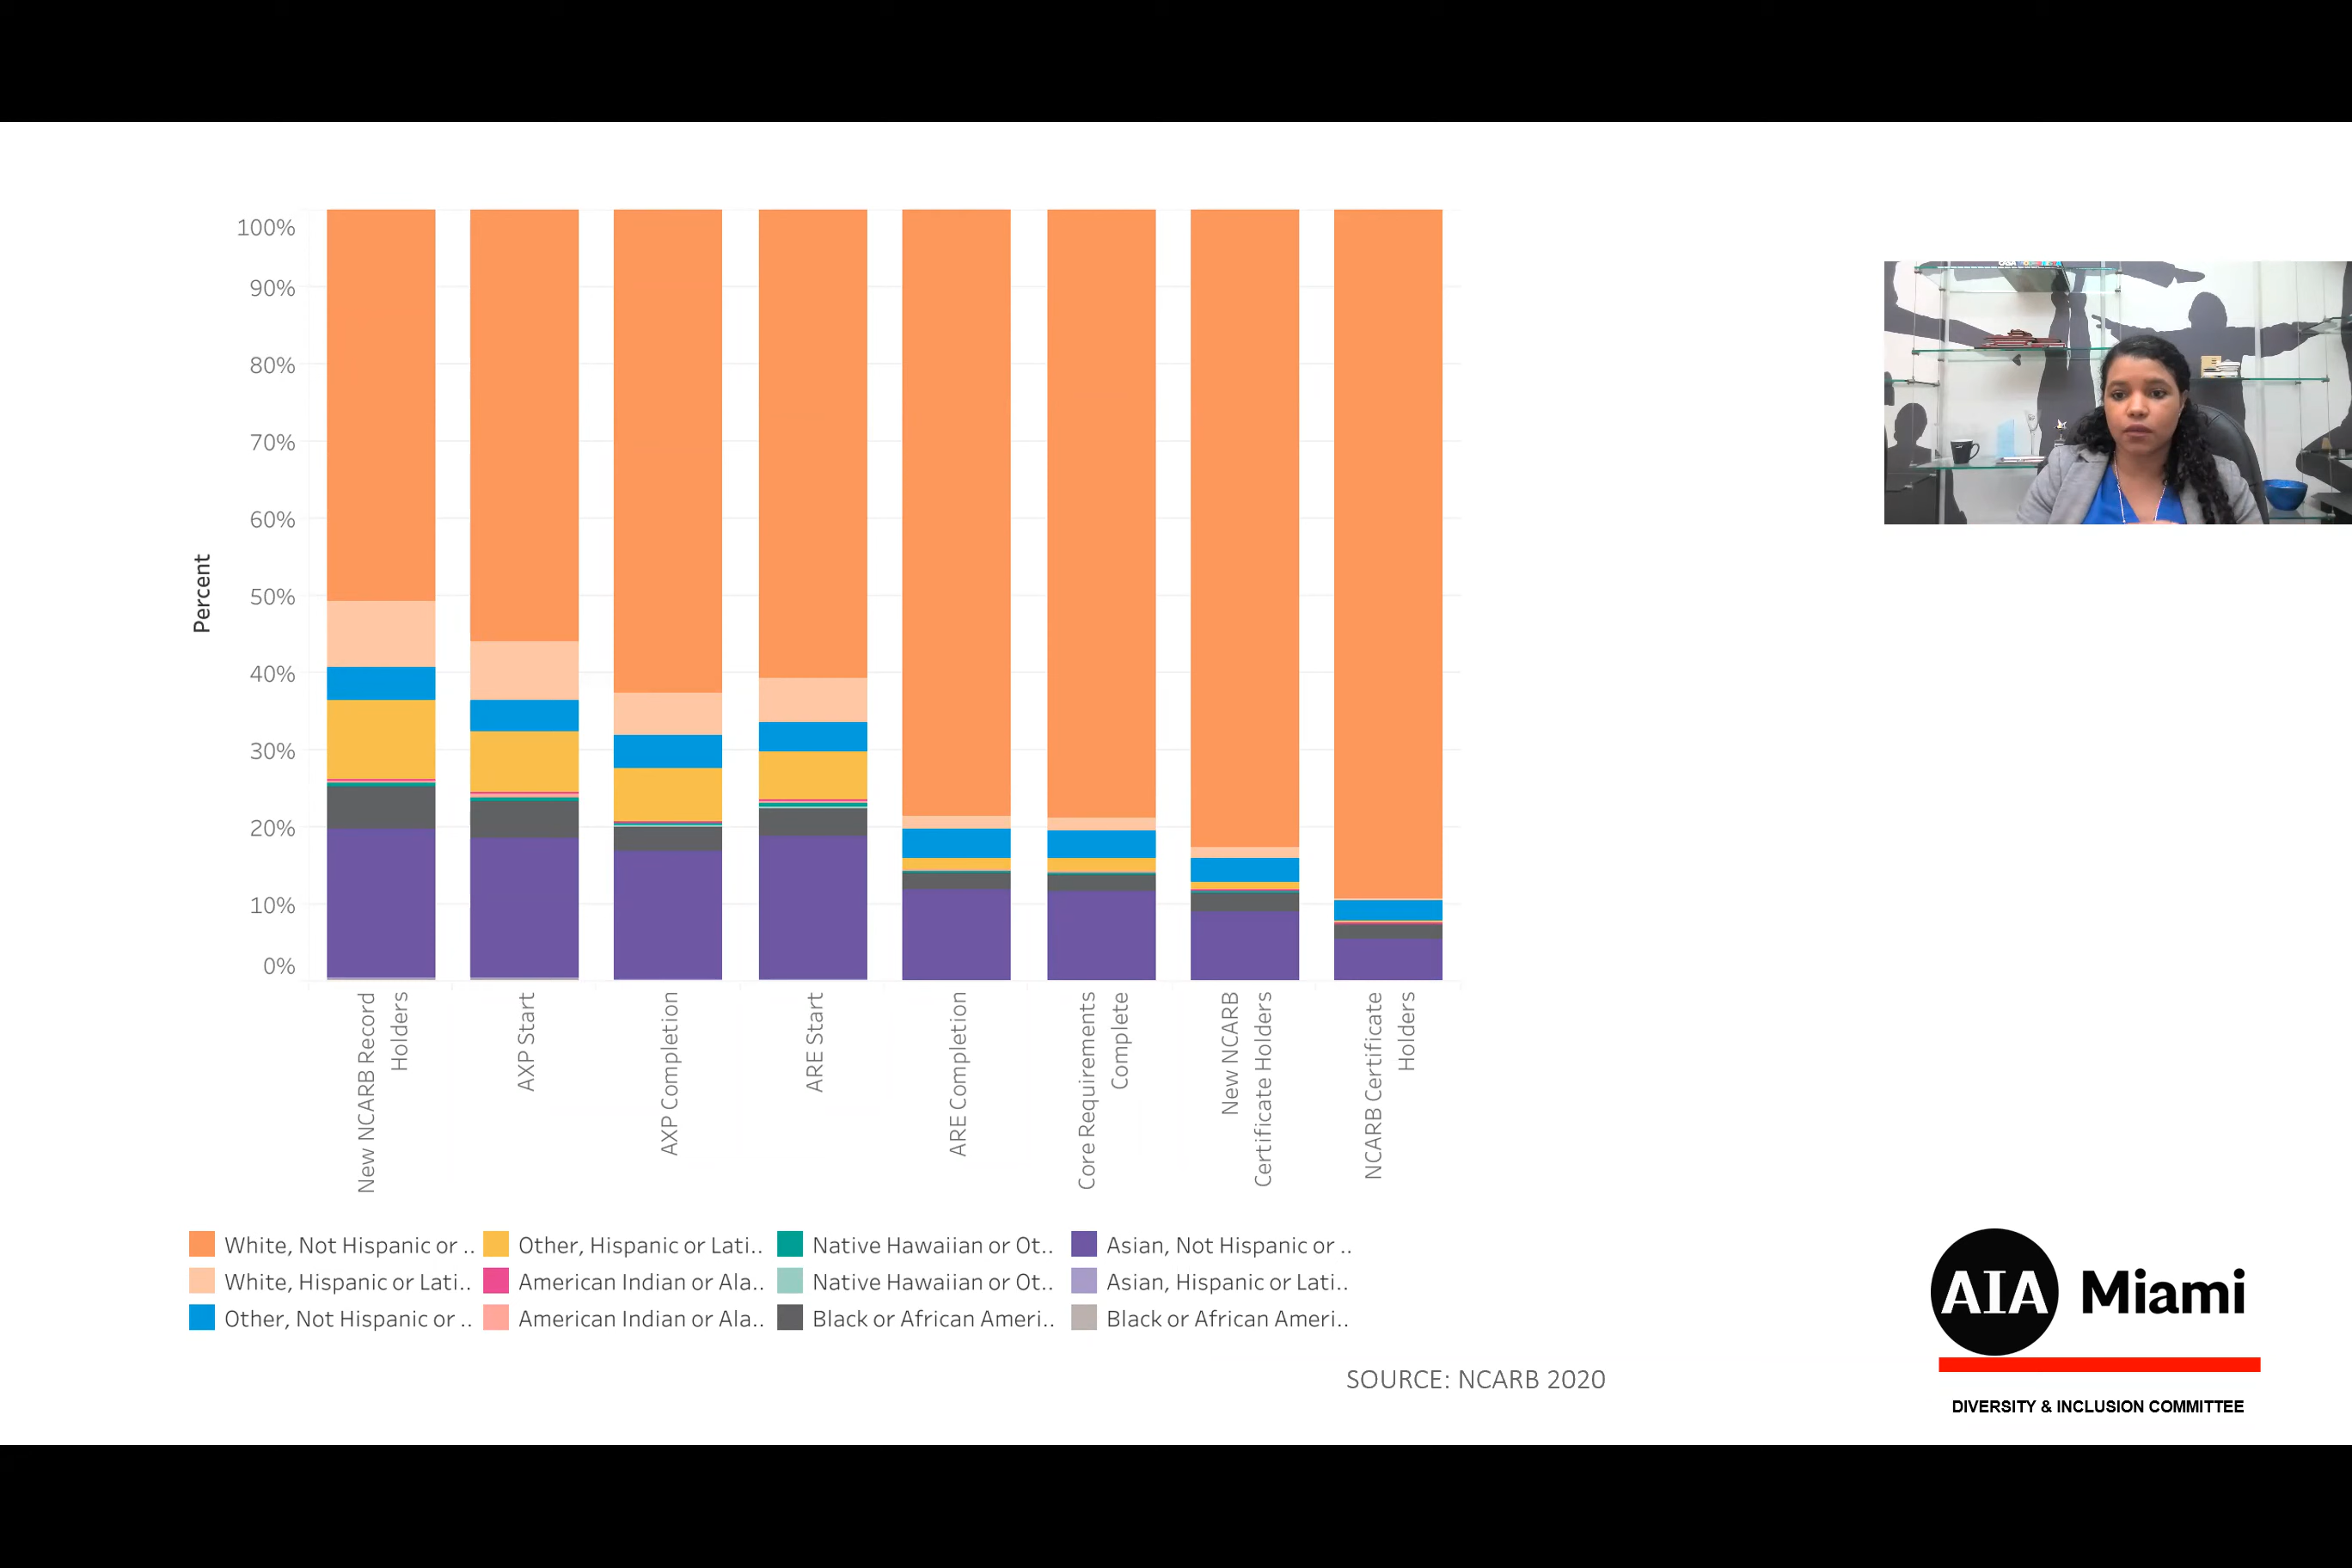 100%
90%
80%
70%
60%
50%
40%
30%
20%
10%
0%
Percent
New NCARB Record
Holders
AXP Start
AXP Completion
ARE Start
ARE Completion
Core Requirements
Complete
New NCARB
Certificate Holders
NCARB Certificate
Holders
White, Not Hispanic or ..
Other, Hispanic or Lati..
Native Hawaiian or Ot..
Asian, Not Hispanic or ..
White, Hispanic or Lati..
American Indian or Ala..
Native Hawaiian or Ot..
Asian, Hispanic or Lati..
Other, Not Hispanic or ..
American Indian or Ala..
Black or African Ameri..
Black or African Ameri..
SOURCE: NCARB 2020
AIA Miami
DIVERSITY & INCLUSION COMMITTEE